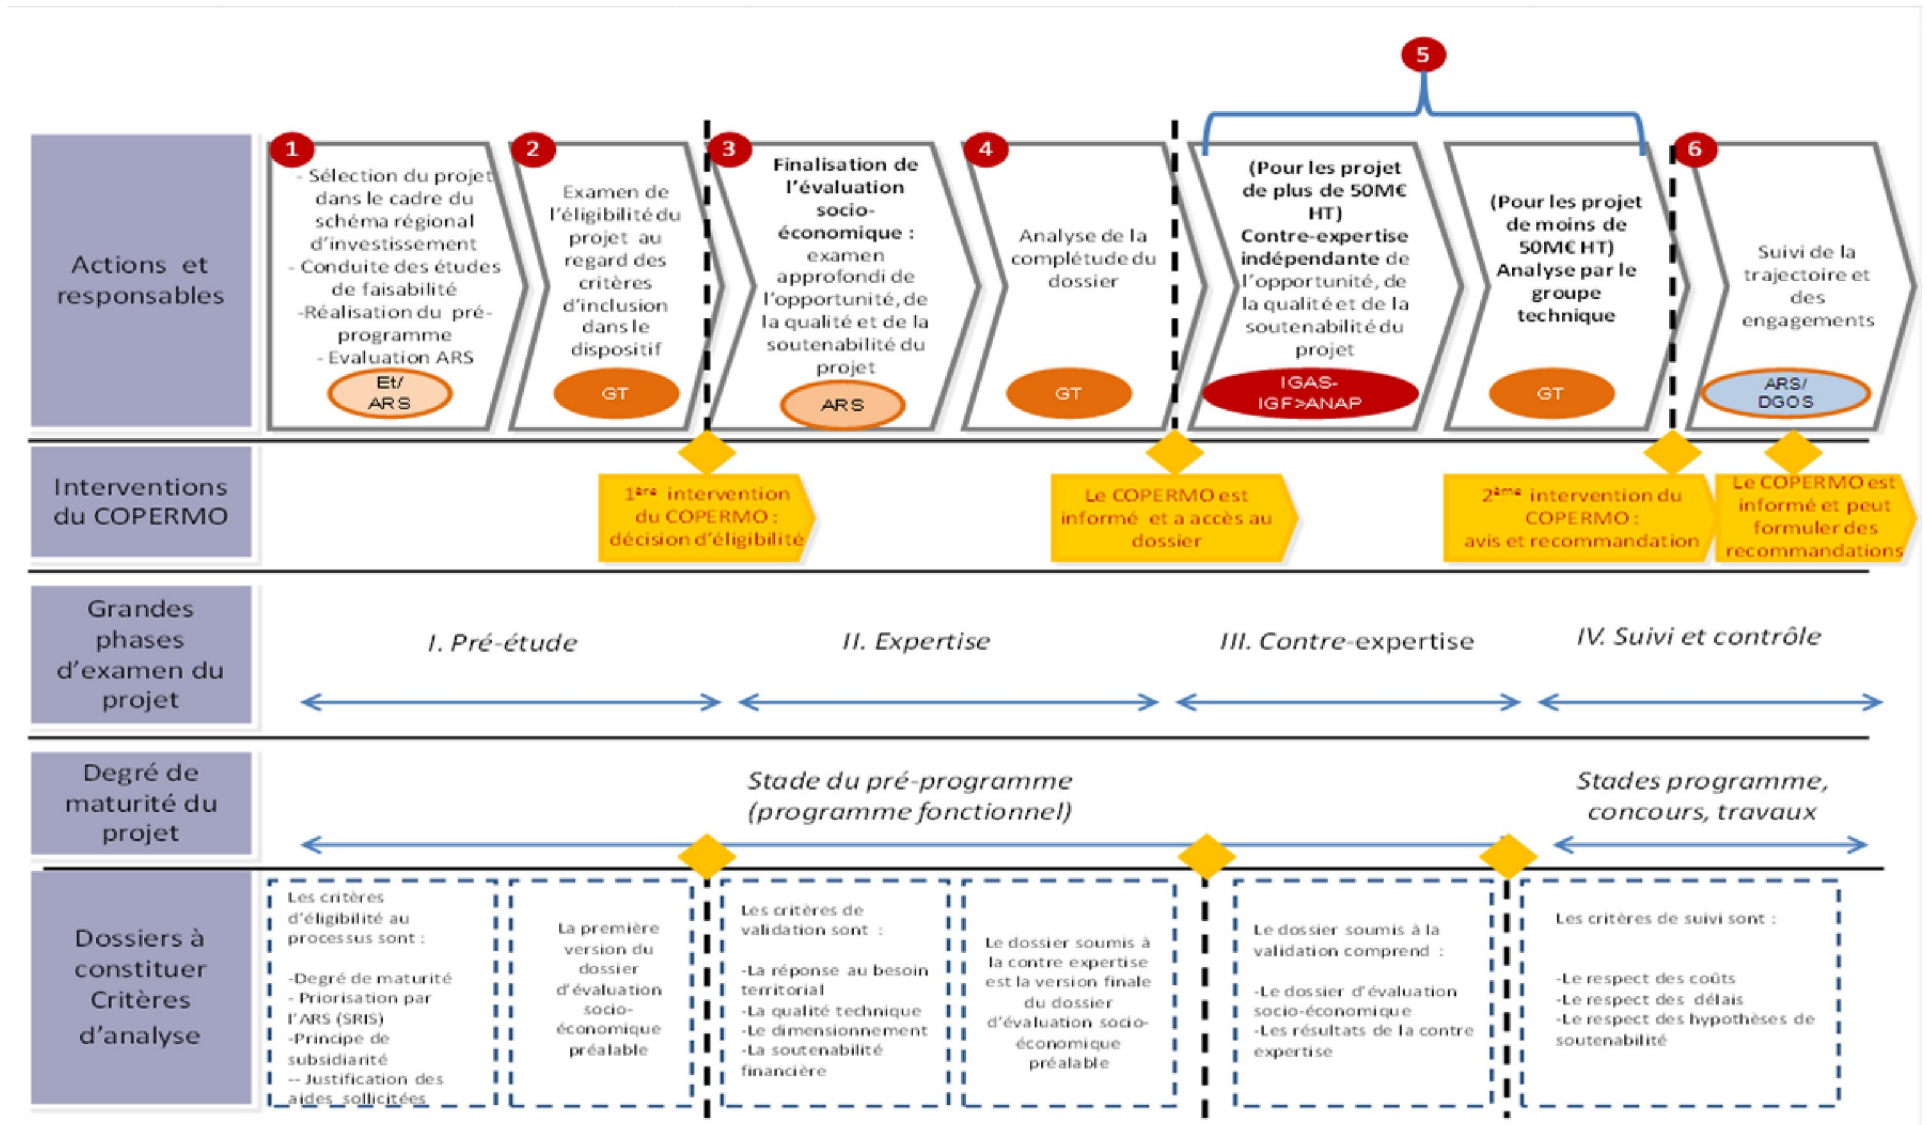 5
Actions et
responsables
1
- Sélection du projet
dans le cadre du
schéma régional
d'investissement
- Conduite des études
de faisabilité
-Réalisation du pré-
programme
- Evaluation ARS
Et/
ARS
2
Examen de
l'éligibilité du
projet au
regard des
critères
d'inclusion
dans le
dispositif
GT
3
Finalisation de
l'évaluation
socio-
économique :
examen
approfondi de
l'opportunité, de
la qualité et de la
soutenabilité du
projet
ARS
4
Analyse de la
complétude du
dossier
GT
(Pour les projet
de plus de 50M€
HT)
Contre-expertise
indépendante de
l'opportunité, de
la qualité et de la
soutenabilité du
projet
IGAS-
IGF>ANAP
(Pour les projet
de moins de
50M€ HT)
Analyse par le
groupe
technique
GT
6
Suivi de la
trajectoire et
des
engagements
ARS/
DGOS
Interventions
du COPERMO
1ère intervention
du COPERMO :
décision d'éligibilité
Le COPERMO est
informé et a accès au
dossier
2ème intervention du
COPERMO :
avis et recommandation
Le COPERMO est
informé et peut
formuler des
recommandations
Grandes
phases
d'examen du
projet
I. Pré-étude
II. Expertise
III. Contre-expertise
IV. Suivi et contrôle
Degré de
maturité du
projet
Stade du pré-programme
(programme fonctionnel)
Stades programme,
concours, travaux
Dossiers à
constituer
Critères
d'analyse
Les critères
d'éligibilité au
processus sont :
-Degré de maturité
- Priorisation par
l'ARS (SRIS)
-Principe de
subsidiarité
-- Justification des
aides sollicitées
La première
version du
dossier
d'évaluation
socio-
économique
préalable
Les critères de
validation sont :
-La réponse au besoin
territorial
-La qualité technique
-Le dimensionnement
-La soutenabilité
financière
Le dossier soumis à
la contre expertise
est la version finale
du dossier
d'évaluation socio-
économique
préalable
Le dossier soumis à la
validation comprend :
-Le dossier d'évaluation
socio-économique
-Les résultats de la contre
expertise
Les critères de suivi sont :
-Le respect des coûts
-Le respect des délais
-Le respect des hypothèses de
soutenabilité